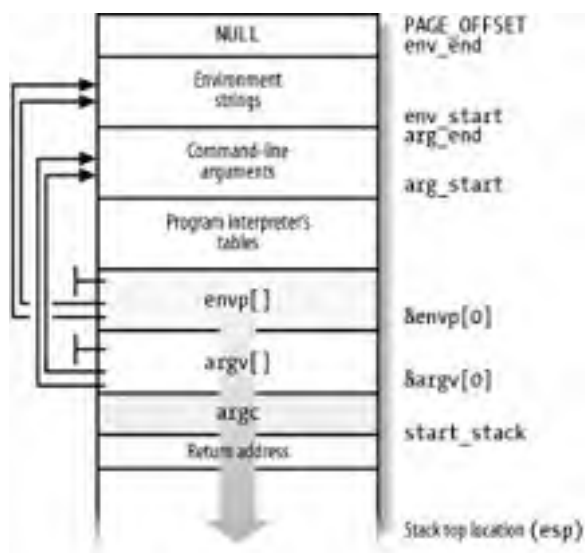 NULL
PAGE_OFFSET
env_end
Environment
strings
env_start
arg_end
Command-line
arguments
arg_start
Program interpreter's
tables
envp[]
&envp[0]
argv[]
&argv[0]
argc
start_stack
Return address
Stack top location (esp)